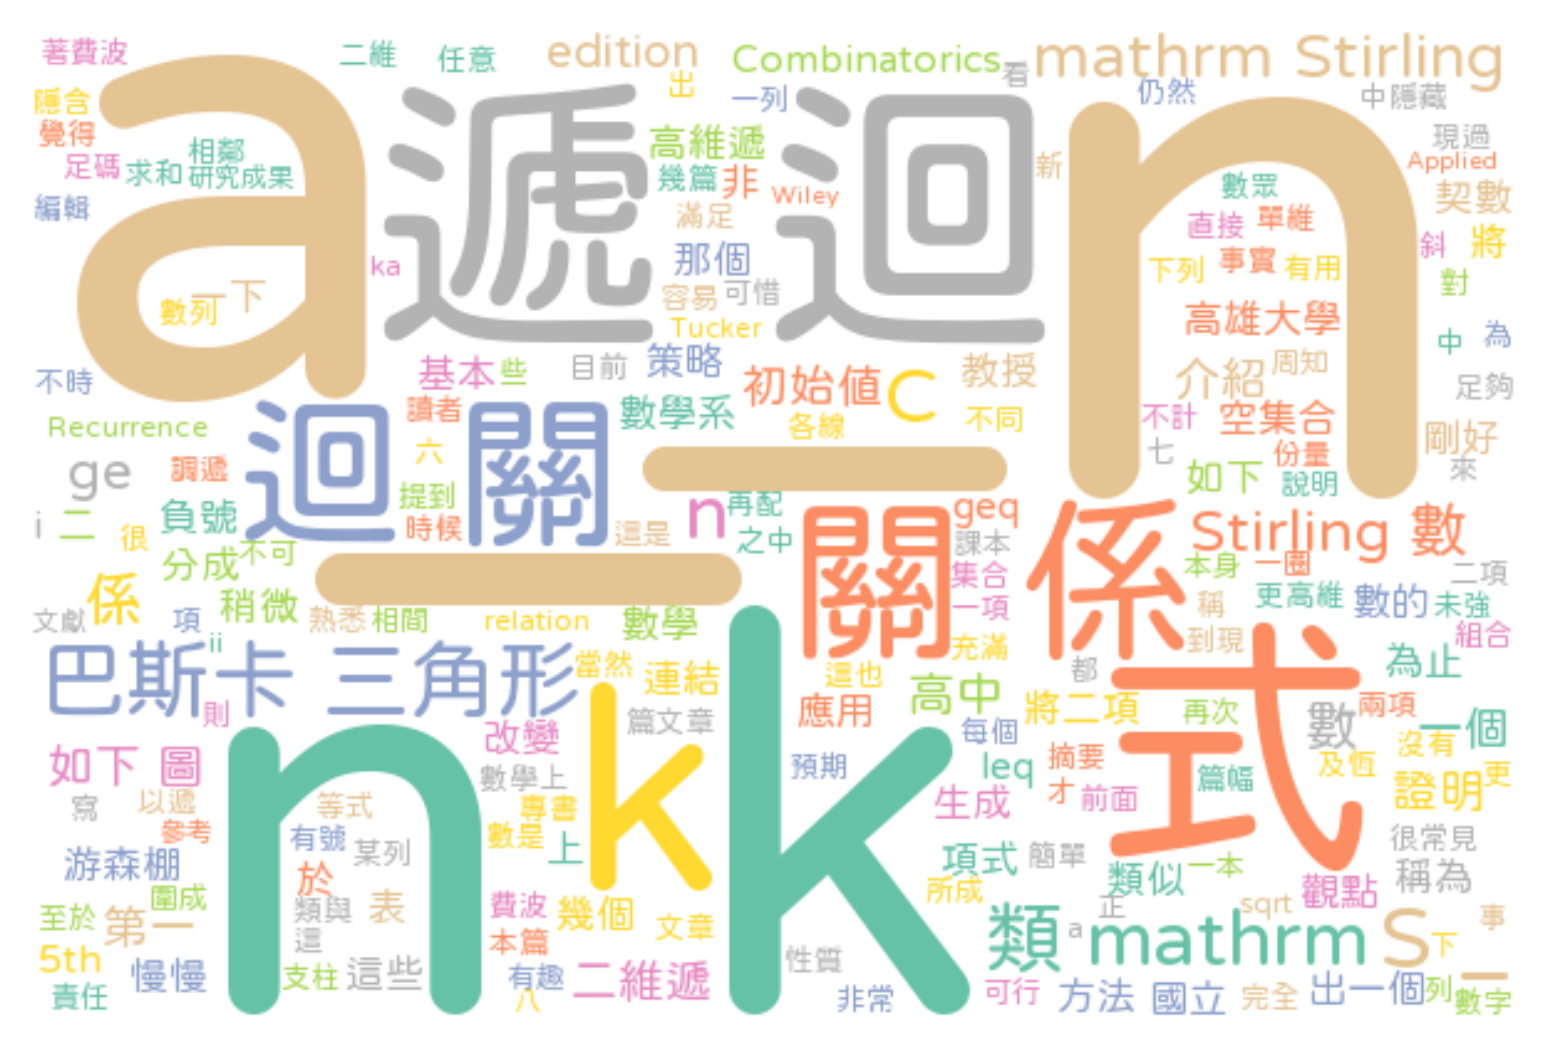 著費波 二維 任意 edition Combinatorics 看 mathrm Stirling
隱含 a 遞迴 出 一列 仍然 中隱藏 n
覺得 相鄰 高維遞 現過
足碼 求和 研究成果 幾篇 非 Wiley 新 數眾 Applied
編輯 滿足 直接 單維 契數
ka 那個 下列 事實 有用 斜 將
數列 一下 容易 可惜 對
Tucker 高雄大學 中 為
不時 基本 些 目前 策略 初始值 C 教授 介紹 周知 足夠
Recurrence 迴 讀者 關 數學系 各線 不同 不計 空集合 剛好
ge 調遞 六 _ 七 份量 來
i 二 很 負號 提到 n 再配 geq 如下 說明
分成 不可 時候 這是 之中 關係 課本 Stirling 數
係 _ 集合 本身 一圈 二項
文獻 項 稍微 熟悉 相間 relation 數學 一項 稱 更高維 數的 未強
巴斯卡 ii 三角形 當然 連結 k 這也 充滿 都 到現 式 組合
則 篇文章 應用 高中 將二項 再次 數 兩項 為止
如下 圖 n 改變 k 預期 每個 leq 摘要 及恆 沒有 一個
寫 以遞 等式 數學上 專書 生成 才 前面 篇幅 證明 更
參考 有號 某列 數是 上 項式 簡單 很常見
游森棚 於 類似 一本 觀點 稱為
至於 圍成 類與 表 費波 幾個 所成 正 sqrt
第一 這 本篇 文章 類 a mathrm S 下 事
5th 慢慢 支柱 這些 有趣 二維遞 性質 _
責任 八 非常 可行 方法 國立 完全 出一個 列 數字